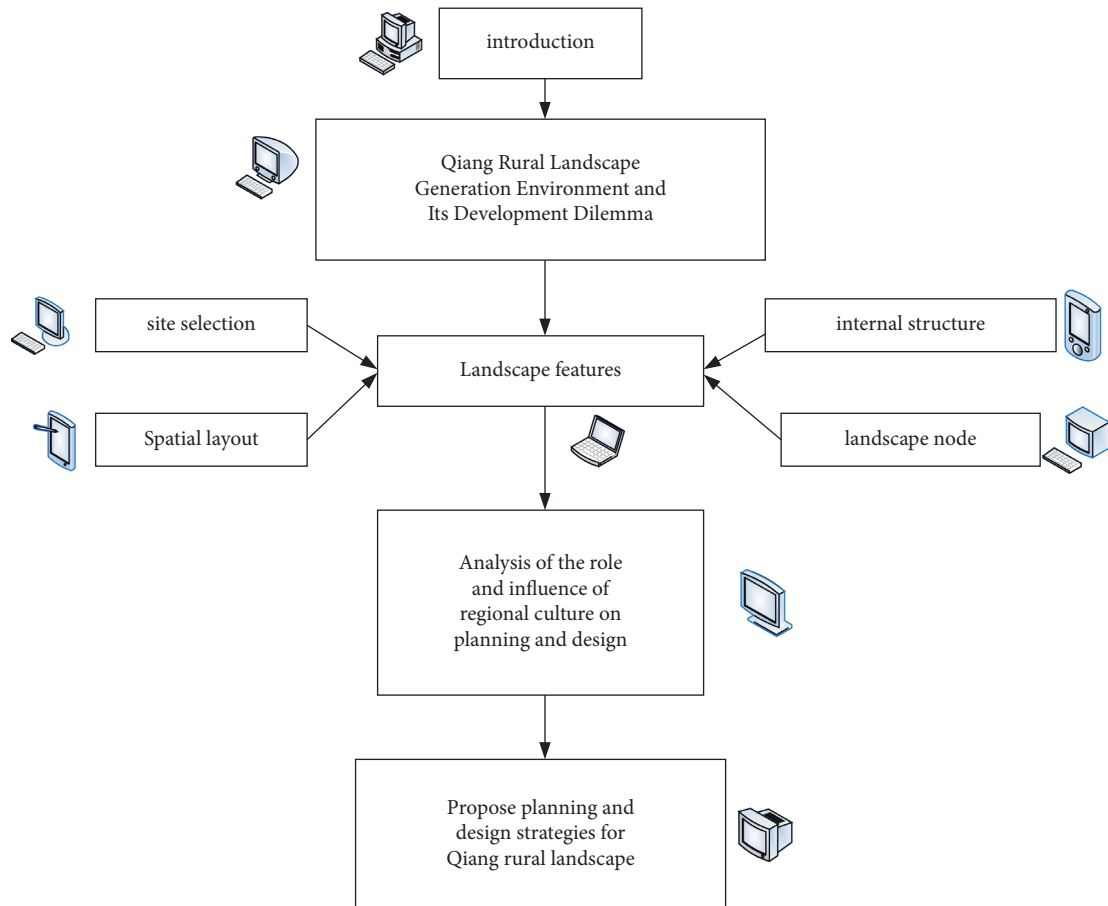 introduction
Qiang Rural Landscape
Generation Environment and
Its Development Dilemma
site selection
internal structure
Landscape features
Spatial layout
landscape node
Analysis of the role
and influence of
regional culture on
planning and design
Propose planning and
design strategies for
Qiang rural landscape